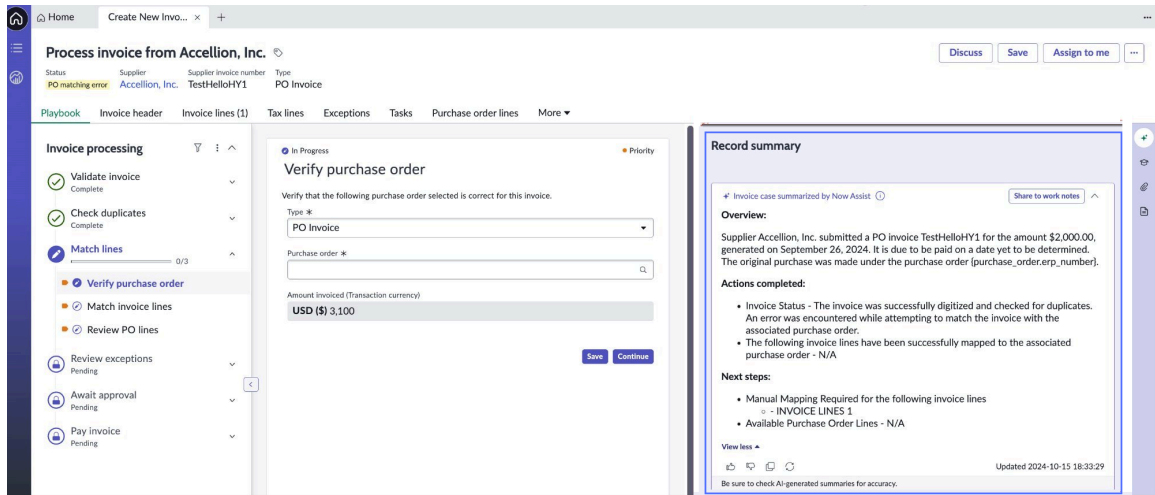 Home
Create New Invo... ×
Process invoice from Accellion, Inc.
Discuss
Save
Assign to me
Status
Supplier
Supplier invoice number
Type
PO matching error
Accellion, Inc.
TestHelloHY1
PO Invoice
Playbook
Invoice header
Invoice lines (1)
Tax lines
Exceptions
Tasks
Purchase order lines
More
Invoice processing
Validate invoice
Complete
Check duplicates
Complete
Match lines
0/3
Verify purchase order
Match invoice lines
Review PO lines
Review exceptions
Pending
Await approval
Pending
Pay invoice
Pending
In Progress
Priority
Verify purchase order
Verify that the following purchase order selected is correct for this invoice.
Type *
PO Invoice
Purchase order *
Amount invoiced (Transaction currency)
USD ($) 3,100
Save
Continue
Record summary
Invoice case summarized by Now Assist
Share to work notes
Overview:
Supplier Accellion, Inc. submitted a PO invoice TestHelloHY1 for the amount $2,000.00,
generated on September 26, 2024. It is due to be paid on a date yet to be determined.
The original purchase was made under the purchase order {purchase_order.erp_number}.
Actions completed:
• Invoice Status - The invoice was successfully digitized and checked for duplicates.
An error was encountered while attempting to match the invoice with the
associated purchase order.
• The following invoice lines have been successfully mapped to the associated
purchase order - N/A
Next steps:
• Manual Mapping Required for the following invoice lines
○ - INVOICE LINES 1
• Available Purchase Order Lines - N/A
View less
Updated 2024-10-15 18:33:29
Be sure to check AI-generated summaries for accuracy.